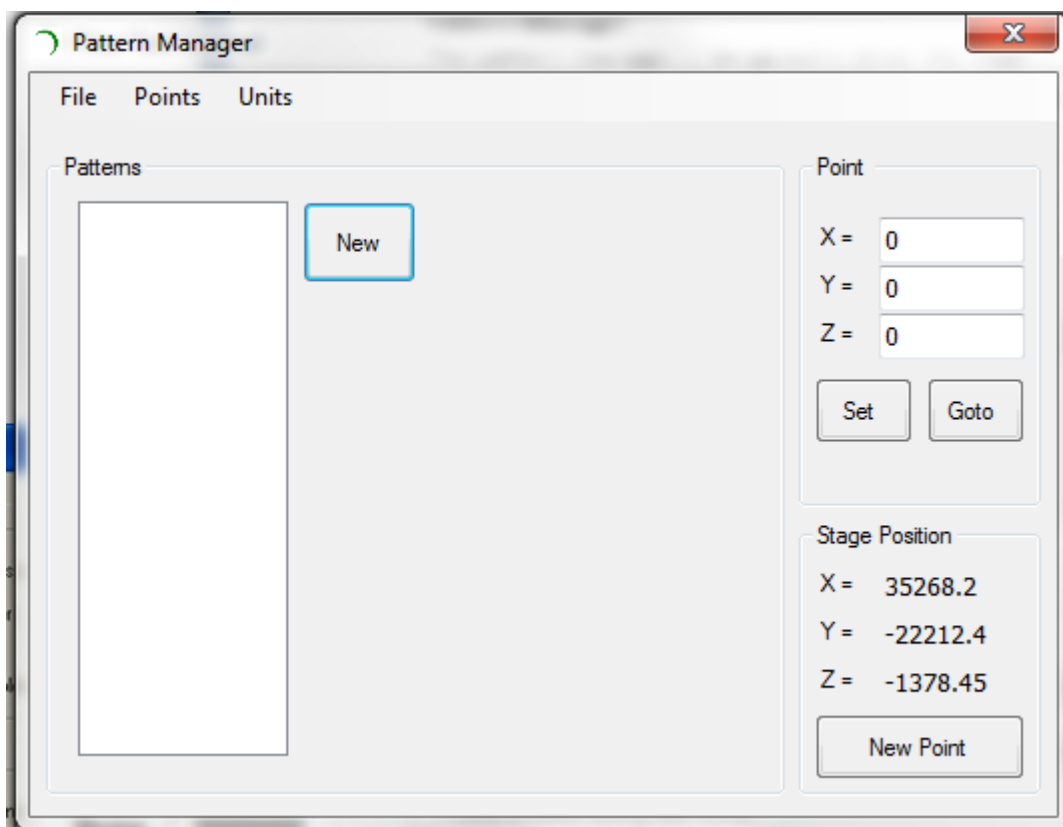 Pattern Manager
File Points Units
Patterns
New
Point
X = 0
Y = 0
Z = 0
Set Goto
Stage Position
X = 35268.2
Y = -22212.4
Z = -1378.45
New Point